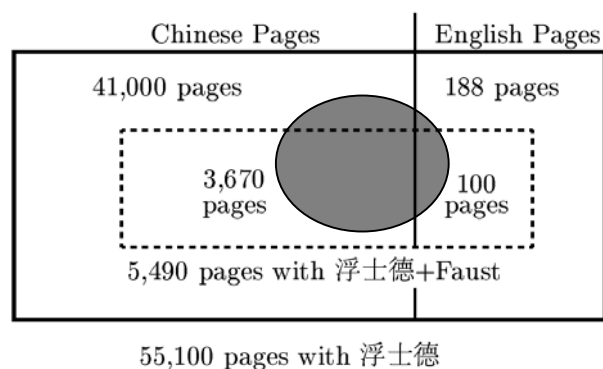 Chinese Pages English Pages
41,000 pages 188 pages
3,670 100
pages pages
5,490 pages with 浮士德+Faust
55,100 pages with 浮士德